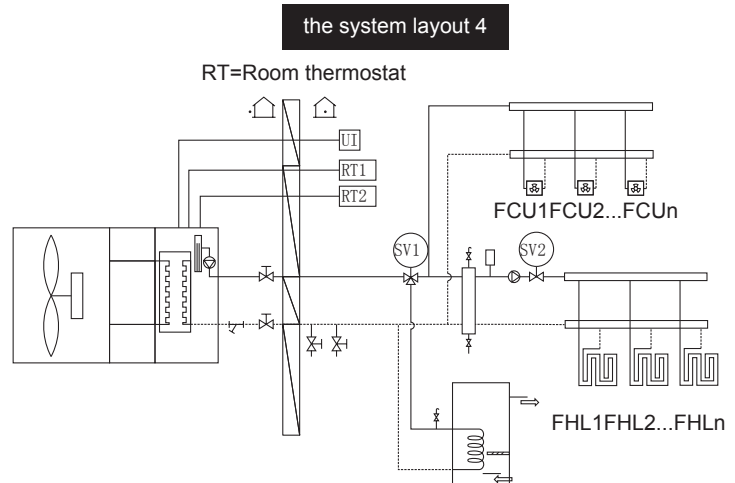 the system layout 4
RT=Room thermostat
UI
RT1
RT2
FCU1FCU2...FCUn
SV1
SV2
FHL1FHL2...FHLn